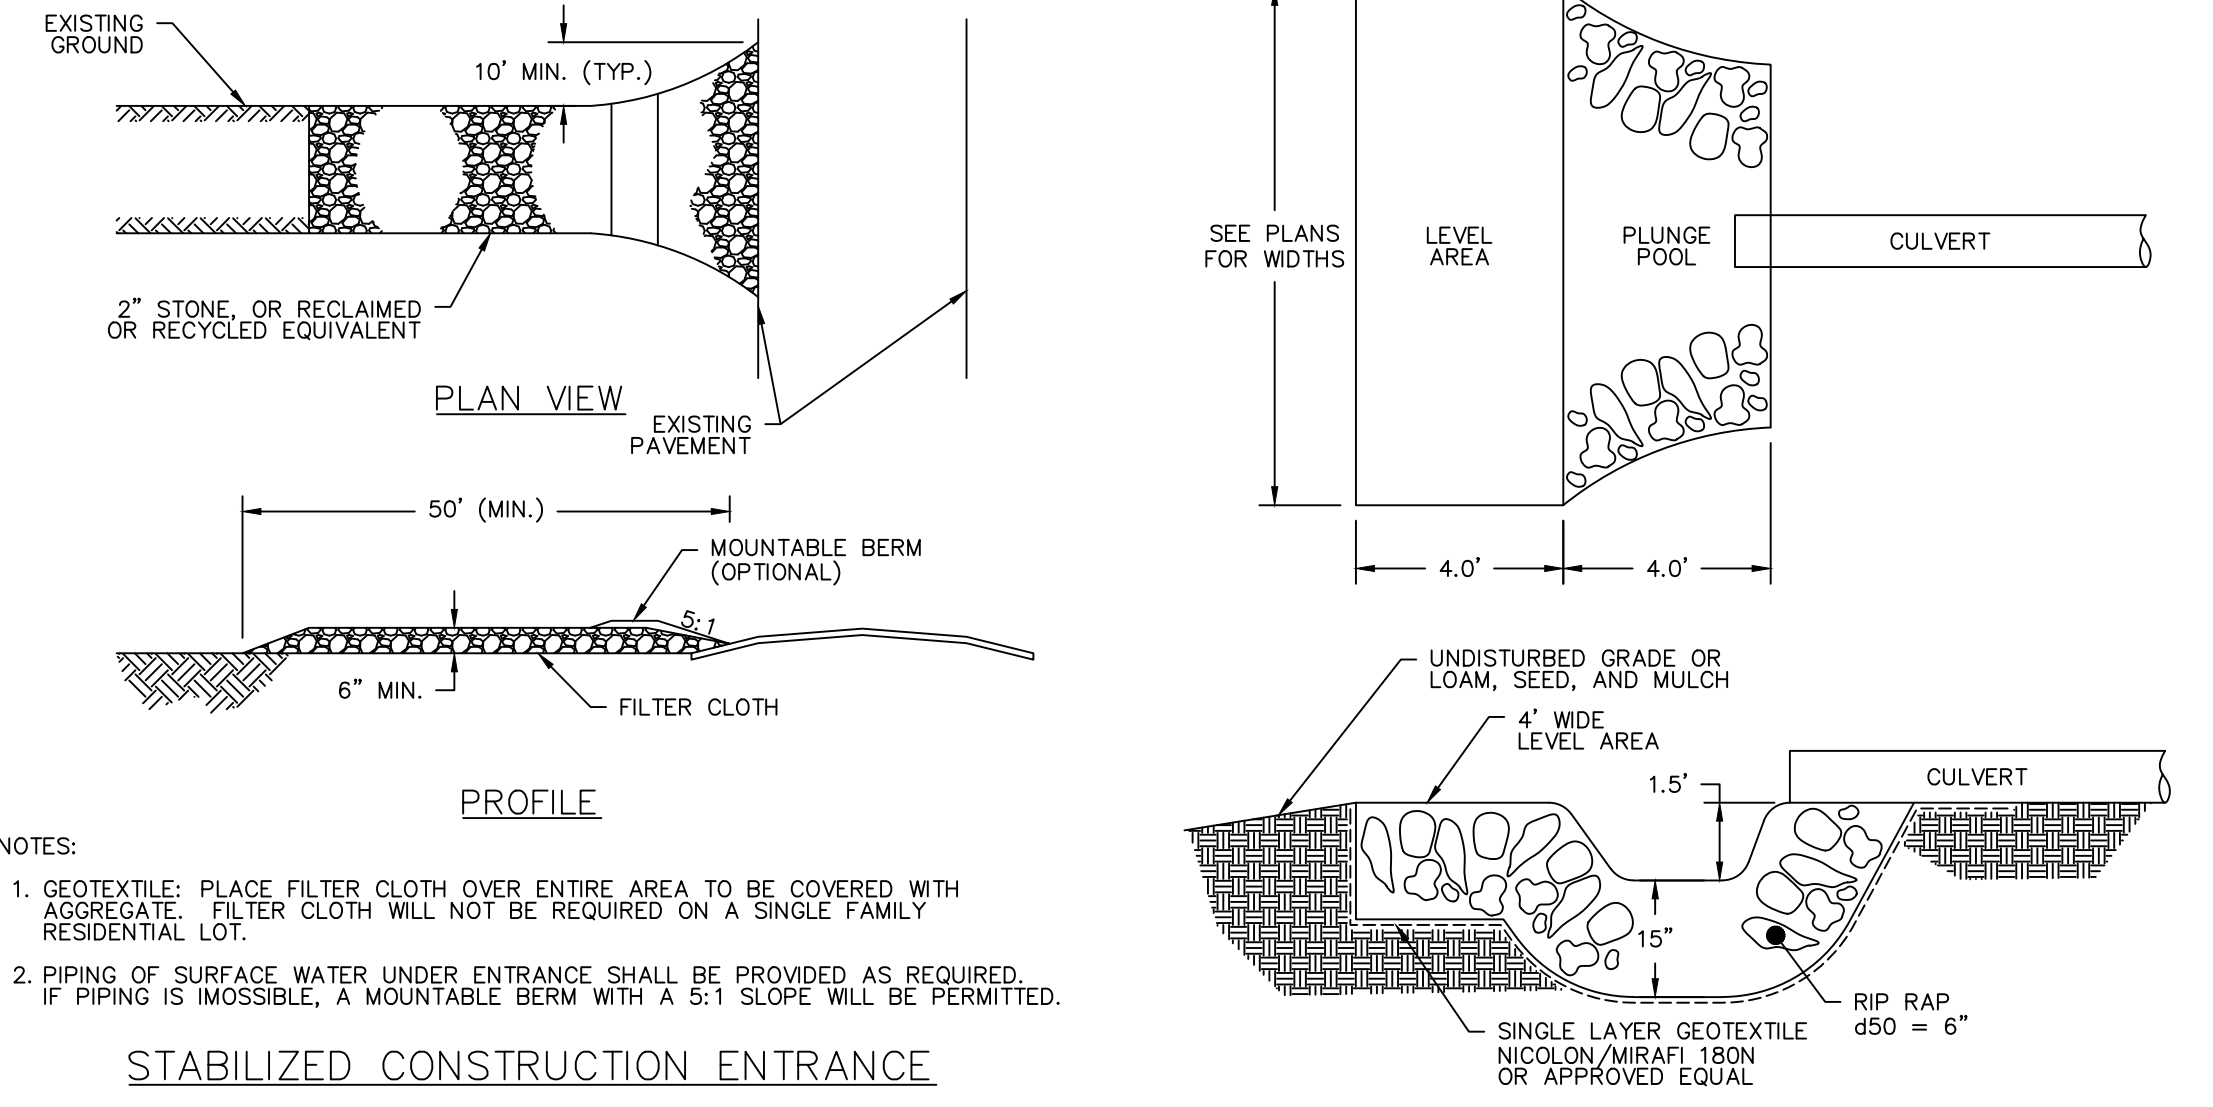 EXISTING
GROUND
10' MIN. (TYP.)
2" STONE, OR RECLAIMED
OR RECYCLED EQUIVALENT
PLAN VIEW
EXISTING
PAVEMENT
50' (MIN.)
MOUNTABLE BERM
(OPTIONAL)
5:1
6" MIN.
FILTER CLOTH
PROFILE
NOTES:
1. GEOTEXTILE: PLACE FILTER CLOTH OVER ENTIRE AREA TO BE COVERED WITH
AGGREGATE. FILTER CLOTH WILL NOT BE REQUIRED ON A SINGLE FAMILY
RESIDENTIAL LOT.
2. PIPING OF SURFACE WATER UNDER ENTRANCE SHALL BE PROVIDED AS REQUIRED.
IF PIPING IS IMOSSIBLE, A MOUNTABLE BERM WITH A 5:1 SLOPE WILL BE PERMITTED.
STABILIZED CONSTRUCTION ENTRANCE
SEE PLANS
FOR WIDTHS
LEVEL
AREA
PLUNGE
POOL
CULVERT
4.0'
4.0'
UNDISTURBED GRADE OR
LOAM, SEED, AND MULCH
4' WIDE
LEVEL AREA
1.5'
CULVERT
15"
RIP RAP
d50 = 6"
SINGLE LAYER GEOTEXTILE
NICOLON/MIRAFI 180N
OR APPROVED EQUAL